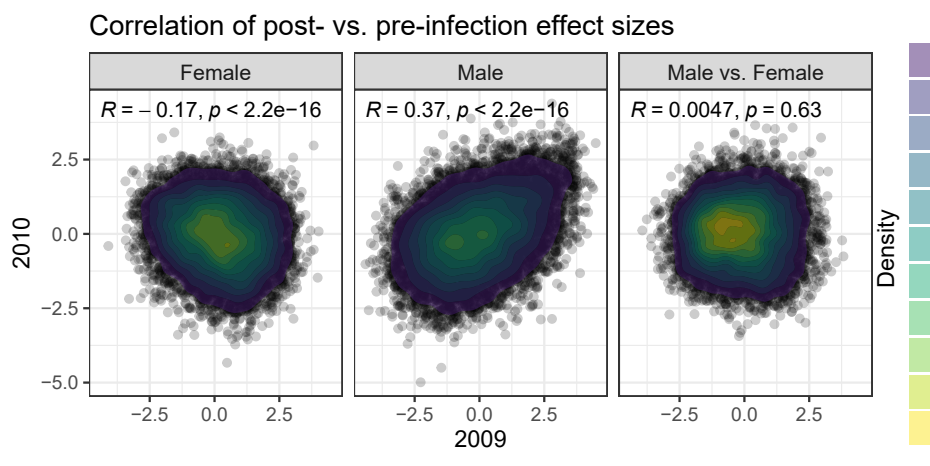 Correlation of post- vs. pre-infection effect sizes
Female
Male
Male vs. Female
R = − 0.17, p < 2.2e−16
R = 0.37, p < 2.2e−16
R = 0.0047, p = 0.63
2.5
0.0
−2.5
−5.0
2010
−2.5 0.0 2.5
−2.5 0.0 2.5
−2.5 0.0 2.5
2009
Density